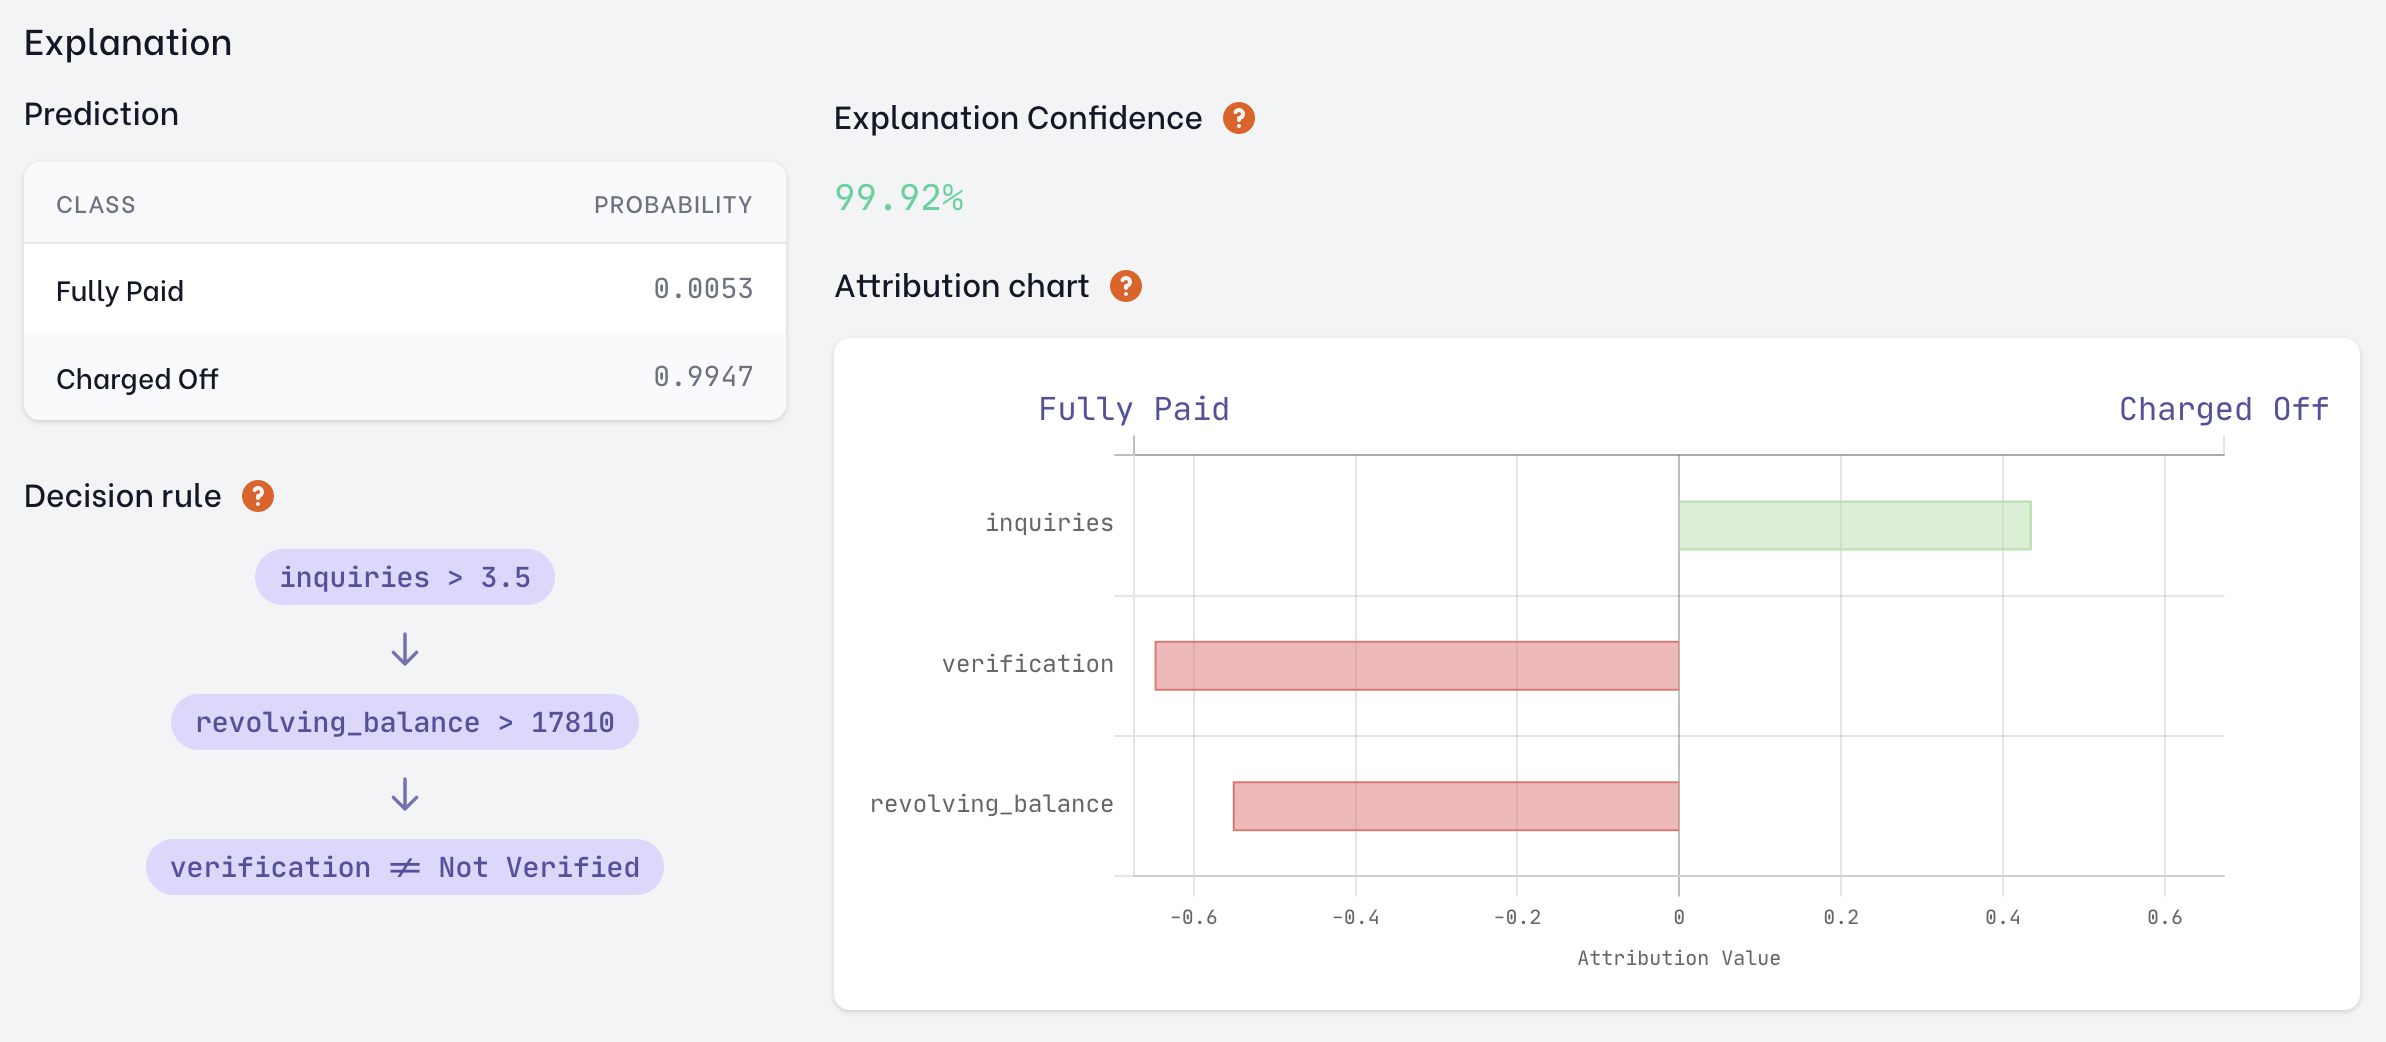 Explanation
Prediction
CLASS PROBABILITY
Fully Paid 0.0053
Charged Off 0.9947
Decision rule ?
inquiries > 3.5
↓
revolving_balance > 17810
↓
verification ≠ Not Verified
Explanation Confidence ?
99.92%
Attribution chart ?
Fully Paid Charged Off
inquiries
verification
revolving_balance
-0.6 -0.4 -0.2 0 0.2 0.4 0.6
Attribution Value